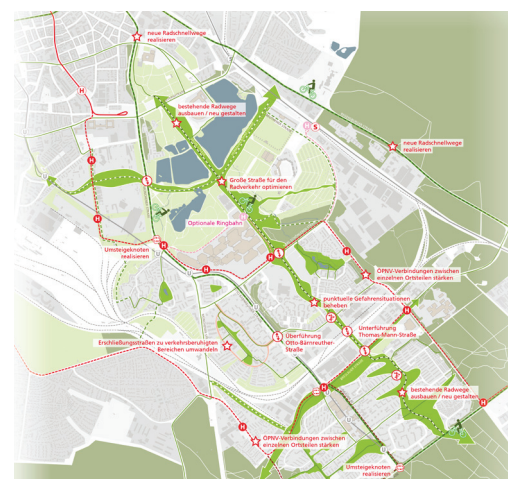 neue Radschnellwege
realisieren
H
bestehende Radwege
ausbauen / neu gestalten
H
S
neue Radschnellwege
realisieren
H
Große Straße für den
Radverkehr optimieren
H
Optionale Ringbahn
Umsteigeknoten
realisieren
H
H
H
H
ÖPNV-Verbindungen zwischen
einzelnen Ortsteilen stärken
punktuelle Gefahrensituationen
beheben
H
Überführung
Otto-Bärnreuther-
Straße
Unterführung
Thomas-Mann-Straße
Erschließungsstraßen zu verkehrsberuhigten
Bereichen umwandeln
H
H
bestehende Radwege
ausbauen / neu gestalten
H
H
ÖPNV-Verbindungen zwischen
einzelnen Ortsteilen stärken
Umsteigeknoten
realisieren